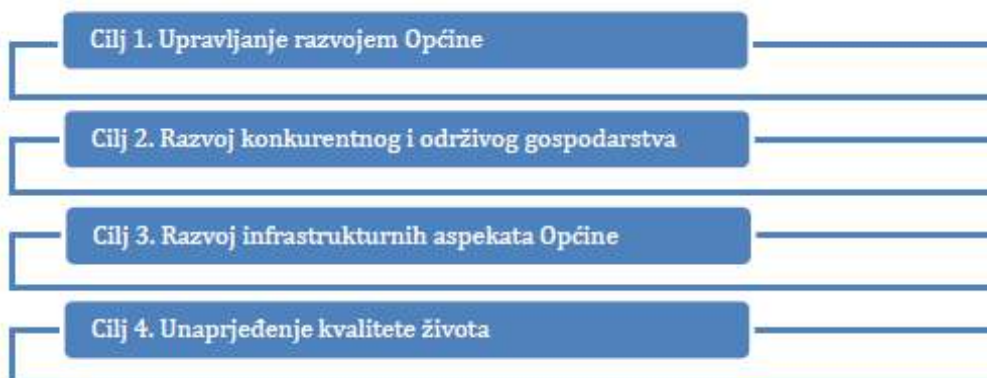 Cilj 1. Upravljanje razvojem Općine
Cilj 2. Razvoj konkurentnog i održivog gospodarstva
Cilj 3. Razvoj infrastrukturnih aspekata Općine
Cilj 4. Unaprjeđenje kvalitete života